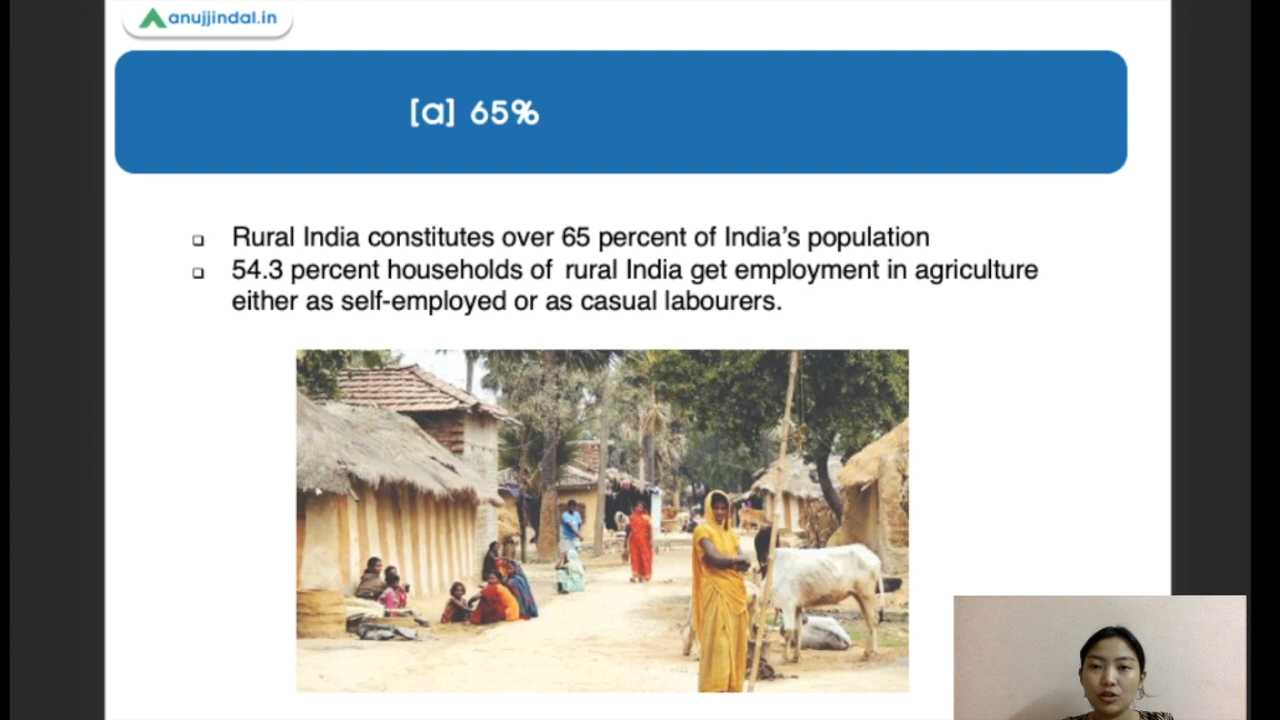 anujjindal.in
[a] 65%
Rural India constitutes over 65 percent of India’s population
54.3 percent households of rural India get employment in agriculture
either as self-employed or as casual labourers.